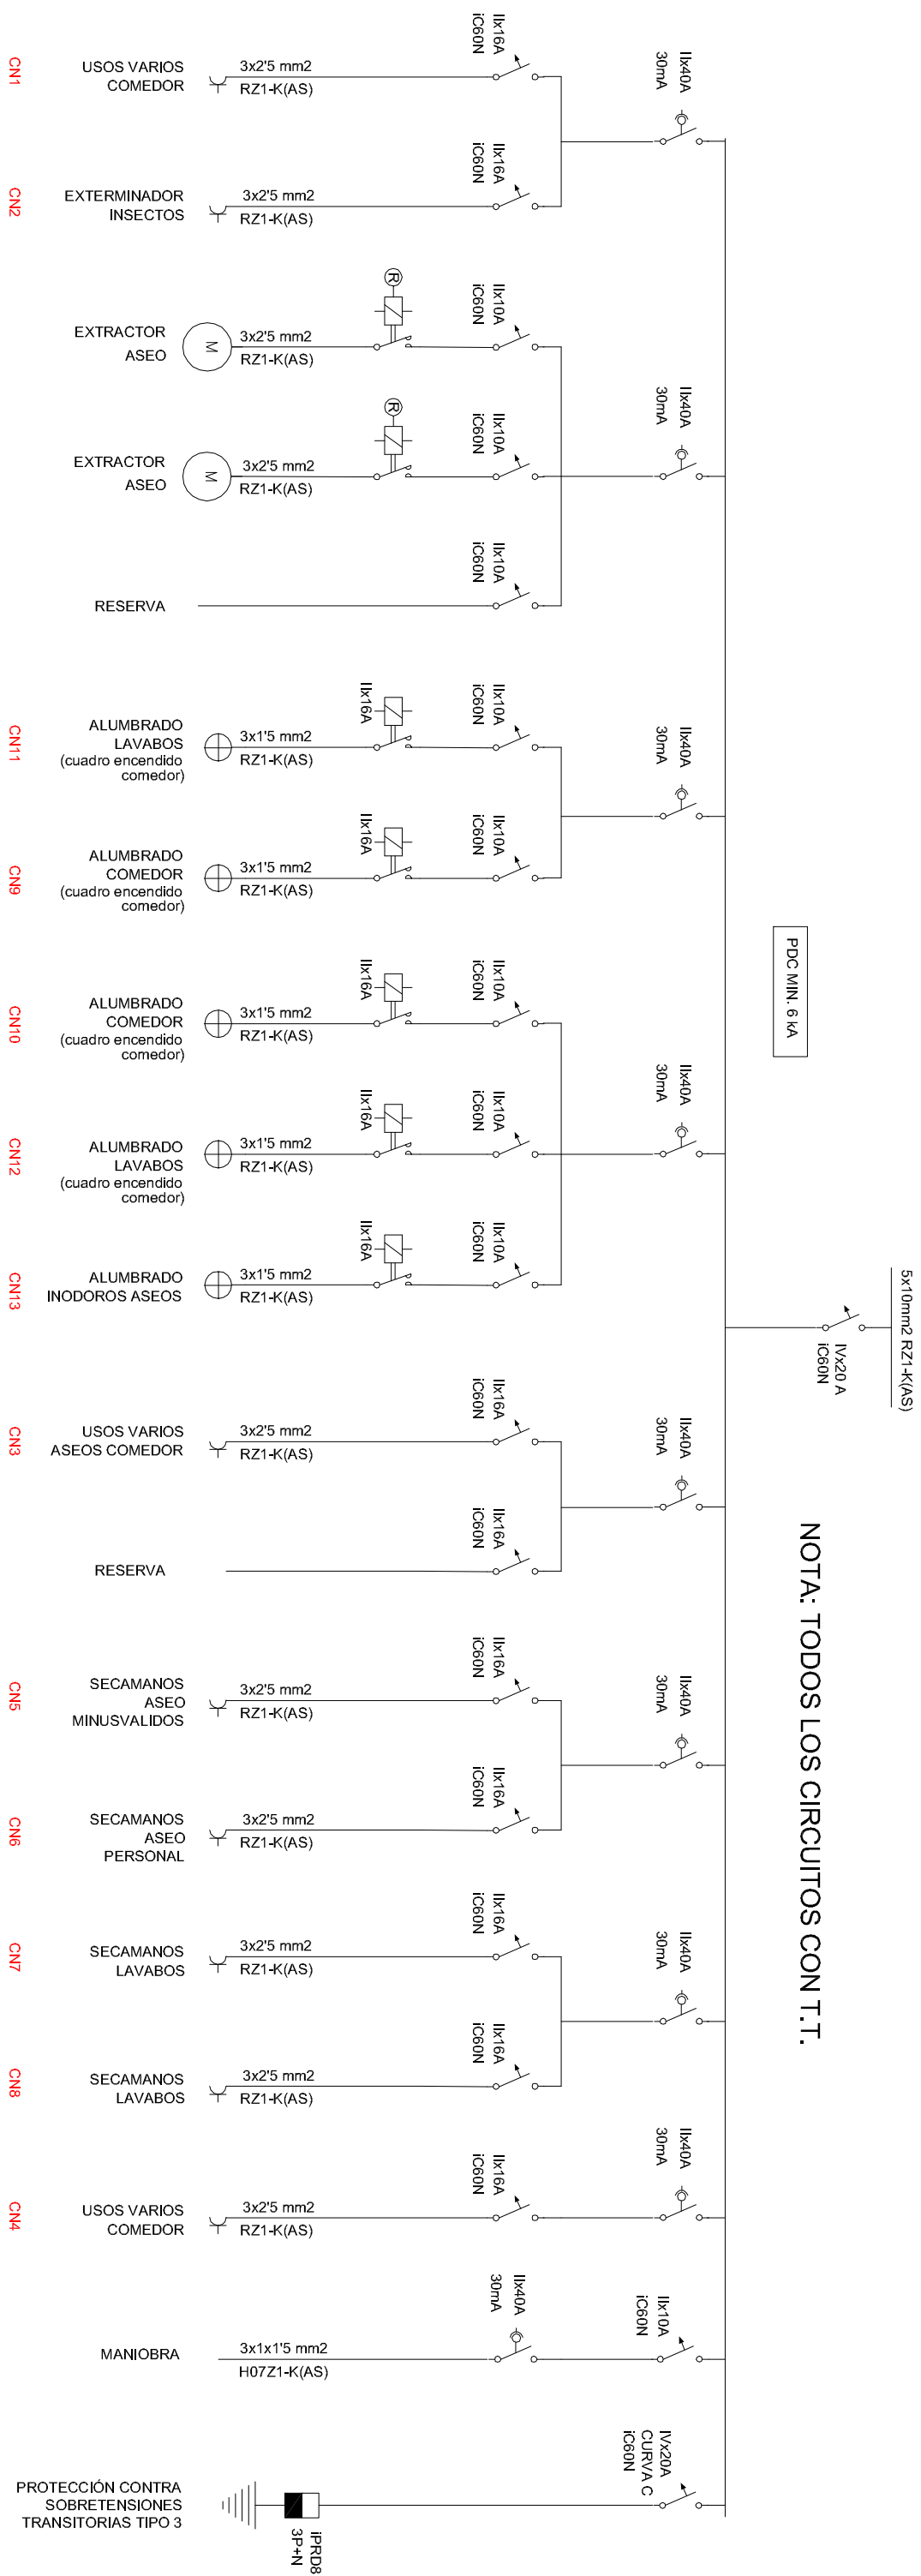 IIx40A
30mA
IIx16A
iC60N
3x2'5 mm2
RZ1-K(AS)
USOS VARIOS
COMEDOR
CN1
IIx16A
iC60N
3x2'5 mm2
RZ1-K(AS)
EXTERMINADOR
INSECTOS
CN2
IIx40A
30mA
IIx10A
iC60N
R
3x2'5 mm2
RZ1-K(AS)
M
EXTRACTOR
ASEO
IIx10A
iC60N
R
3x2'5 mm2
RZ1-K(AS)
M
EXTRACTOR
ASEO
IIx10A
iC60N
RESERVA
IIx40A
30mA
IIx10A
iC60N
IIx16A
3x1'5 mm2
RZ1-K(AS)
ALUMBRADO
LAVABOS
(cuadro encendido
comedor)
CN11
IIx10A
iC60N
IIx16A
3x1'5 mm2
RZ1-K(AS)
ALUMBRADO
COMEDOR
(cuadro encendido
comedor)
CN9
PDC MIN. 6 kA
IIx40A
30mA
IIx10A
iC60N
IIx16A
3x1'5 mm2
RZ1-K(AS)
ALUMBRADO
COMEDOR
(cuadro encendido
comedor)
CN10
IIx10A
iC60N
IIx16A
3x1'5 mm2
RZ1-K(AS)
ALUMBRADO
LAVABOS
(cuadro encendido
comedor)
CN12
IIx10A
iC60N
IIx16A
3x1'5 mm2
RZ1-K(AS)
ALUMBRADO
INODOROS ASEOS
CN13
5x10mm2 RZ1-K(AS)
IVx20 A
iC60N
IIx40A
30mA
IIx16A
iC60N
3x2'5 mm2
RZ1-K(AS)
USOS VARIOS
ASEOS COMEDOR
CN3
IIx16A
iC60N
RESERVA
NOTA: TODOS LOS CIRCUITOS CON T.T.
IIx40A
30mA
IIx16A
iC60N
3x2'5 mm2
RZ1-K(AS)
SECAMANOS
ASEO
MINUSVALIDOS
CN5
IIx16A
iC60N
3x2'5 mm2
RZ1-K(AS)
SECAMANOS
ASEO
PERSONAL
CN6
IIx40A
30mA
IIx16A
iC60N
3x2'5 mm2
RZ1-K(AS)
SECAMANOS
LAVABOS
CN7
IIx16A
iC60N
3x2'5 mm2
RZ1-K(AS)
SECAMANOS
LAVABOS
CN8
IIx40A
30mA
IIx16A
iC60N
3x2'5 mm2
RZ1-K(AS)
USOS VARIOS
COMEDOR
CN4
IIx10A
iC60N
IIx40A
30mA
3x1x1'5 mm2
H07Z1-K(AS)
MANIOBRA
IVx20A
CURVA C
iC60N
iPRD8
3P+N
PROTECCIÓN CONTRA
SOBRETENSIONES
TRANSITORIAS TIPO 3